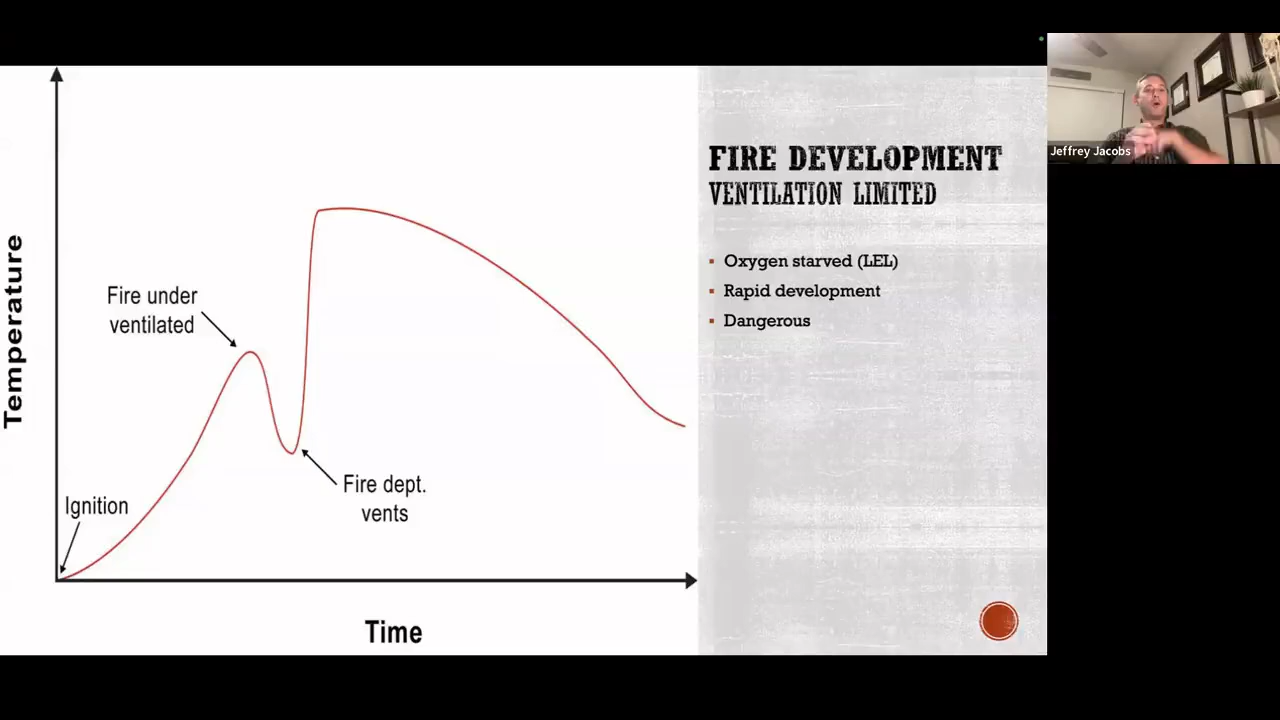 Temperature
Fire under
ventilated
Ignition
Fire dept.
vents
Time
FIRE DEVELOPMENT
VENTILATION LIMITED
Oxygen starved (LEL)
Rapid development
Dangerous
Jeffrey Jacobs